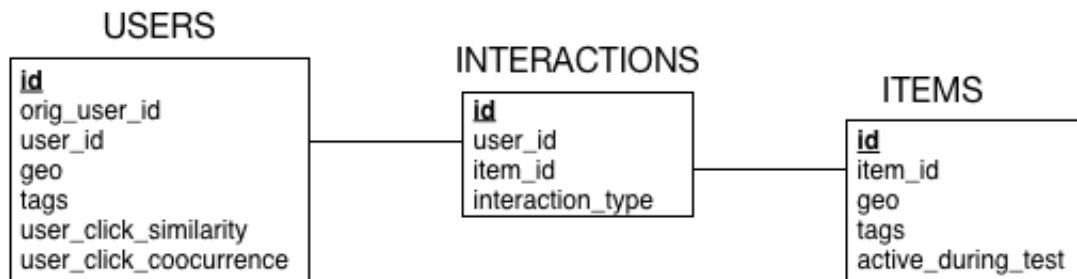 USERS
id
orig_user_id
user_id
geo
tags
user_click_similarity
user_click_coocurrence
INTERACTIONS
id
user_id
item_id
interaction_type
ITEMS
id
item_id
geo
tags
active_during_test